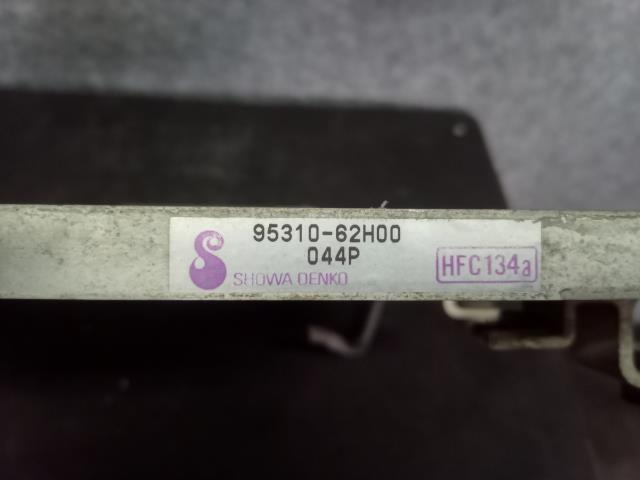 95310-62H00
044P
SHOWA DENKO
HFC134a